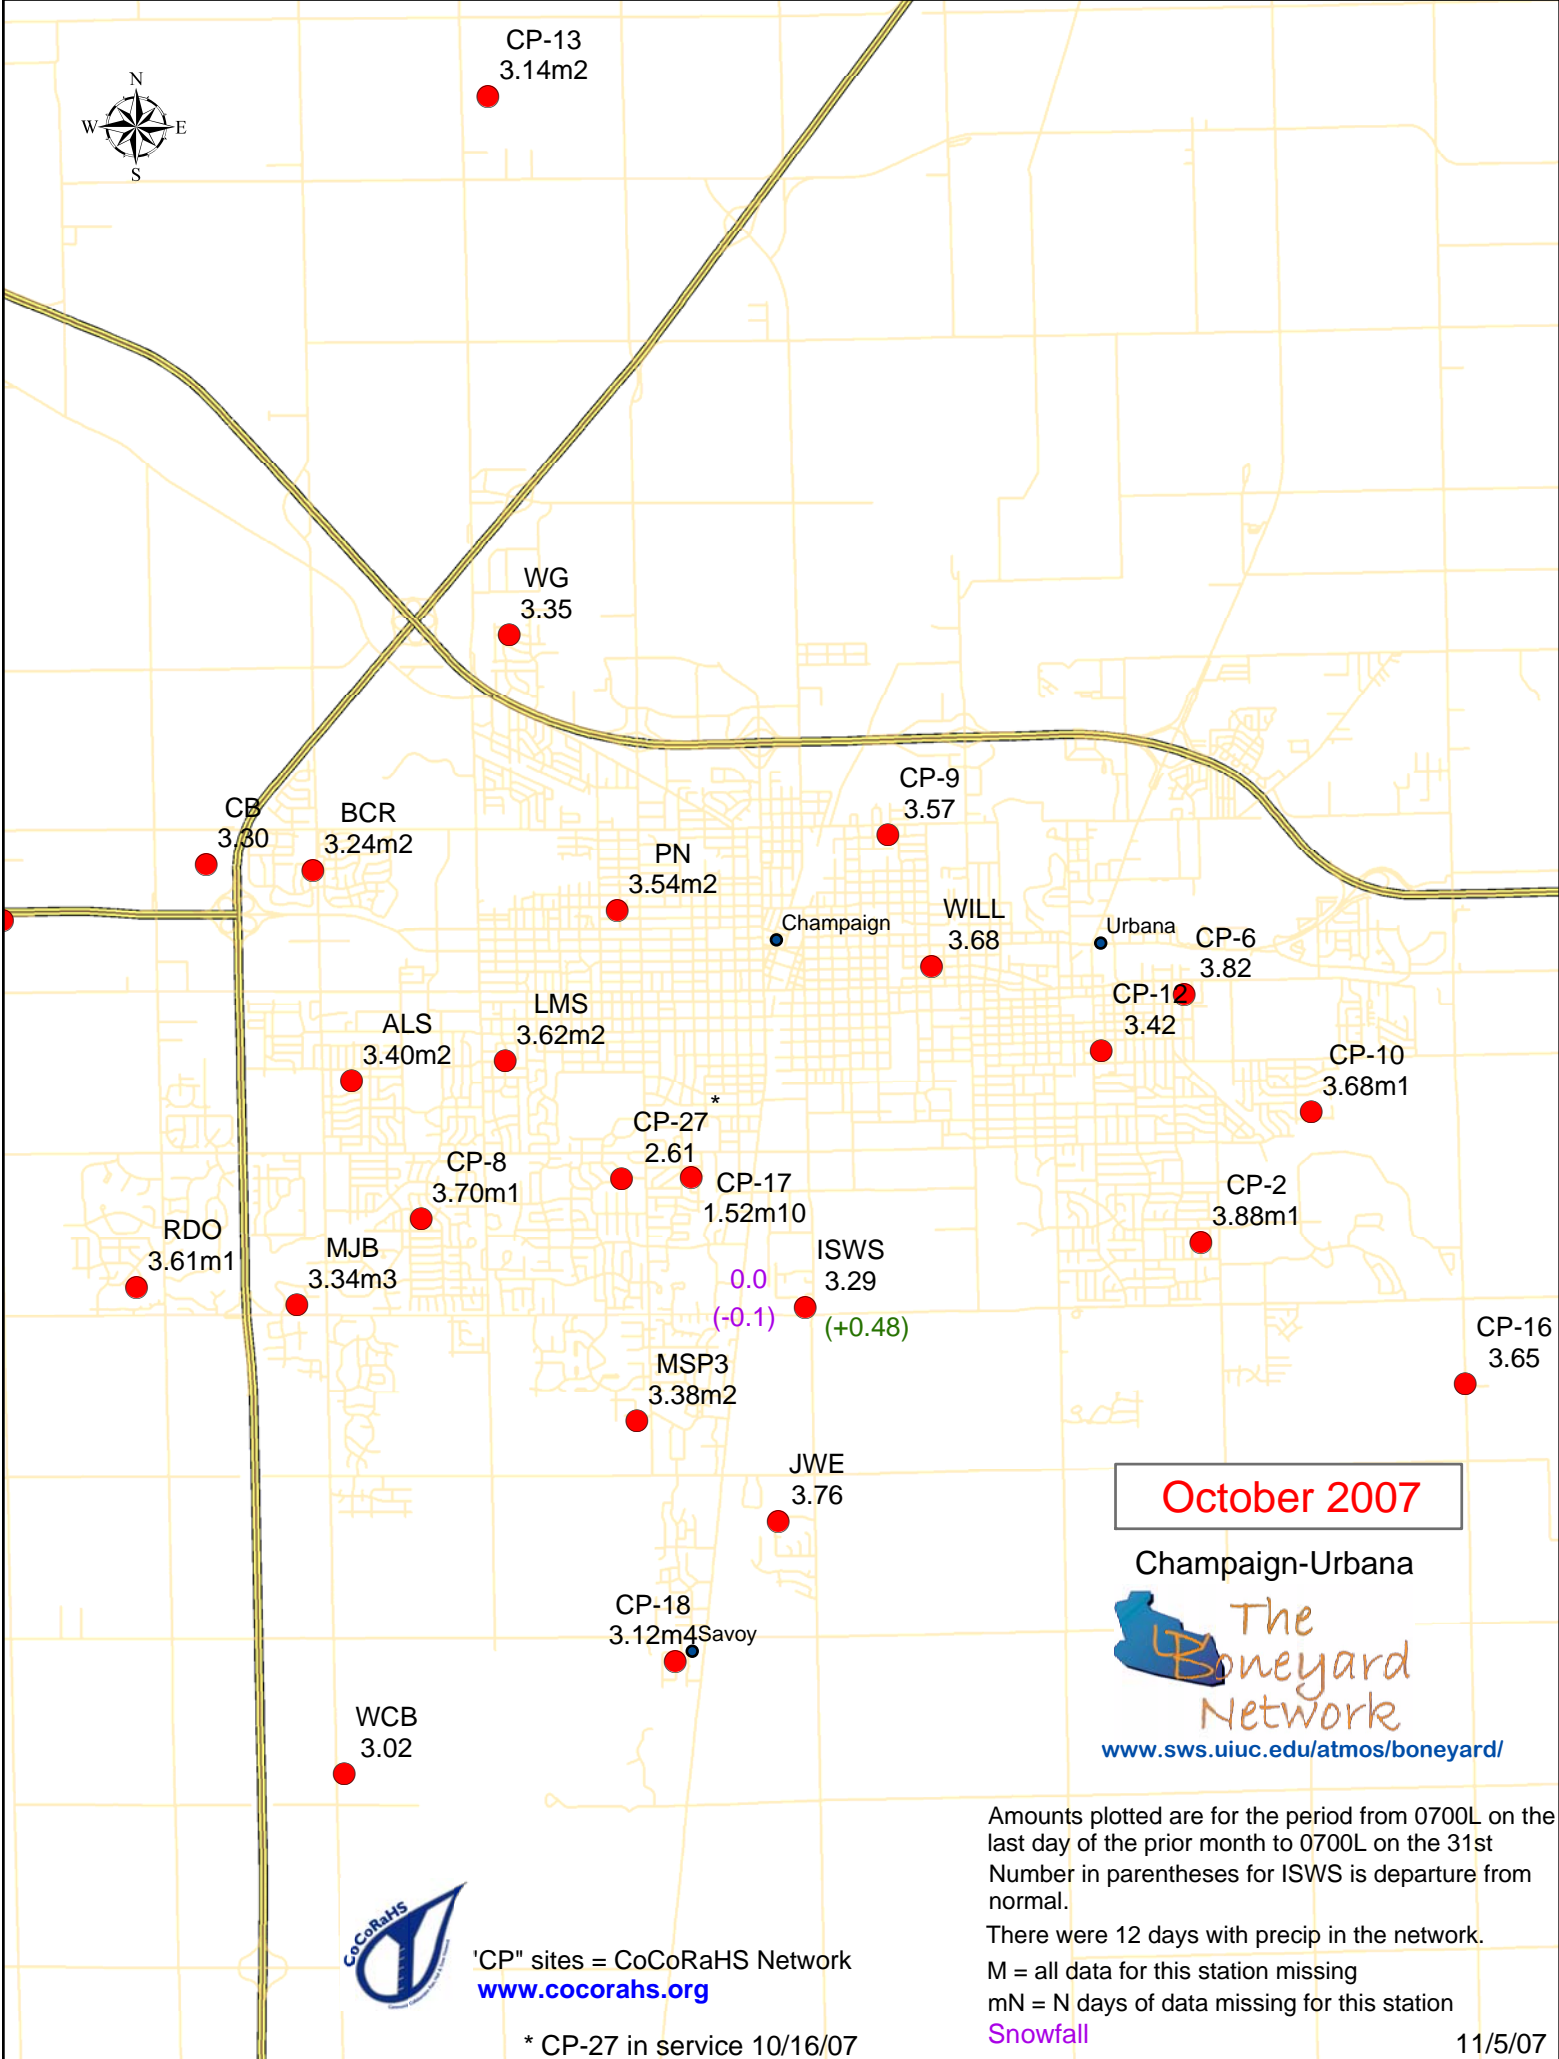 CP-13
3.14m2
N
W
E
S
WG
3.35
CP-9
3.57
CB
3.30
BCR
3.24m2
PN
3.54m2
Champaign
WILL
3.68
Urbana
CP-6
3.82
CP-12
3.42
LMS
3.62m2
ALS
3.40m2
CP-10
3.68m1
*
CP-27
2.61
CP-8
3.70m1
CP-17
1.52m10
CP-2
3.88m1
RDO
3.61m1
MJB
3.34m3
ISWS
3.29
0.0
(-0.1)
(+0.48)
CP-16
3.65
MSP3
3.38m2
JWE
3.76
October 2007
Champaign-Urbana
The
Boneyard
Network
www.sws.uiuc.edu/atmos/boneyard/
CP-18
3.12m4
Savoy
WCB
3.02
Amounts plotted are for the period from 0700L on the
last day of the prior month to 0700L on the 31st
Number in parentheses for ISWS is departure from
normal.
There were 12 days with precip in the network.
M = all data for this station missing
mN = N days of data missing for this station
Snowfall
11/5/07
CoCoRaHS
"CP" sites = CoCoRaHS Network
www.cocorahs.org
* CP-27 in service 10/16/07